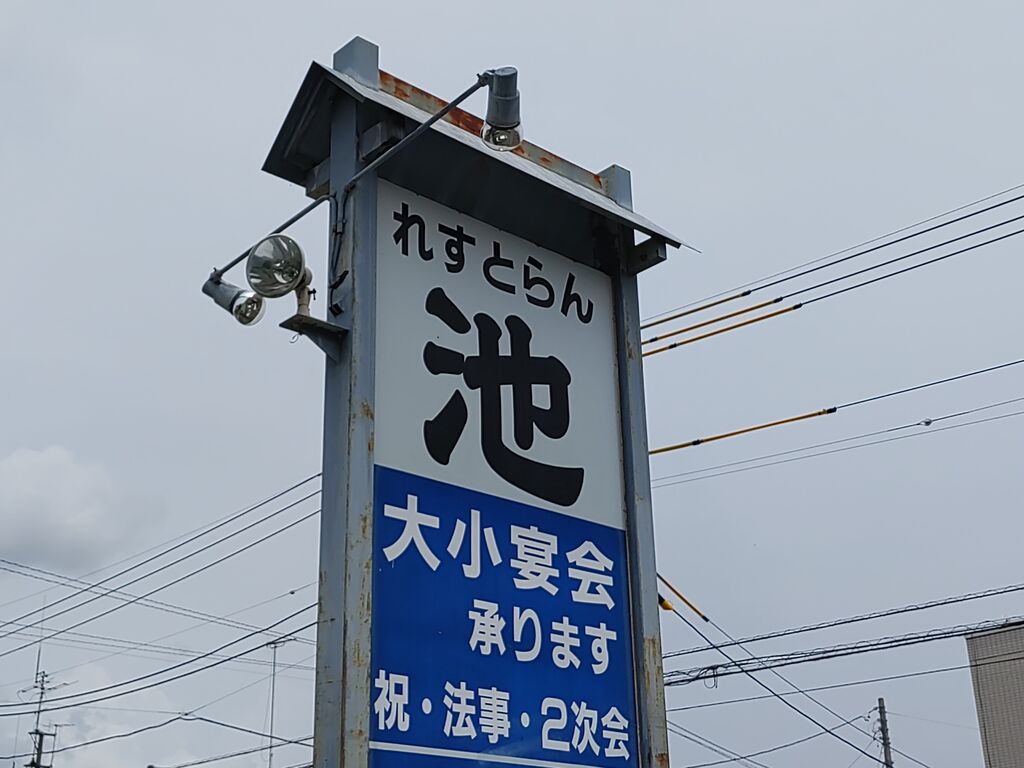 れすとらん
池
大小宴会
承ります
祝・法事・2次会